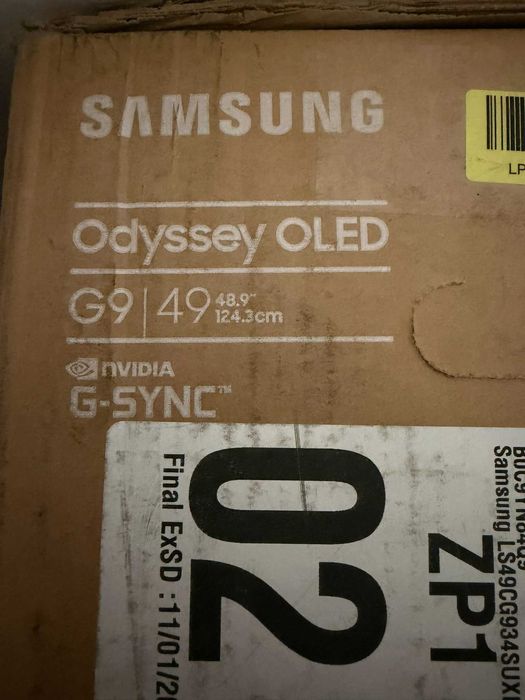 SAMSUNG
LP
Odyssey OLED
G9 | 49 48.9"
124.3cm
NVIDIA
G-SYNC™
02
ZP1
Final ExSD :11/01/2
Samsung LS49CG934SUX